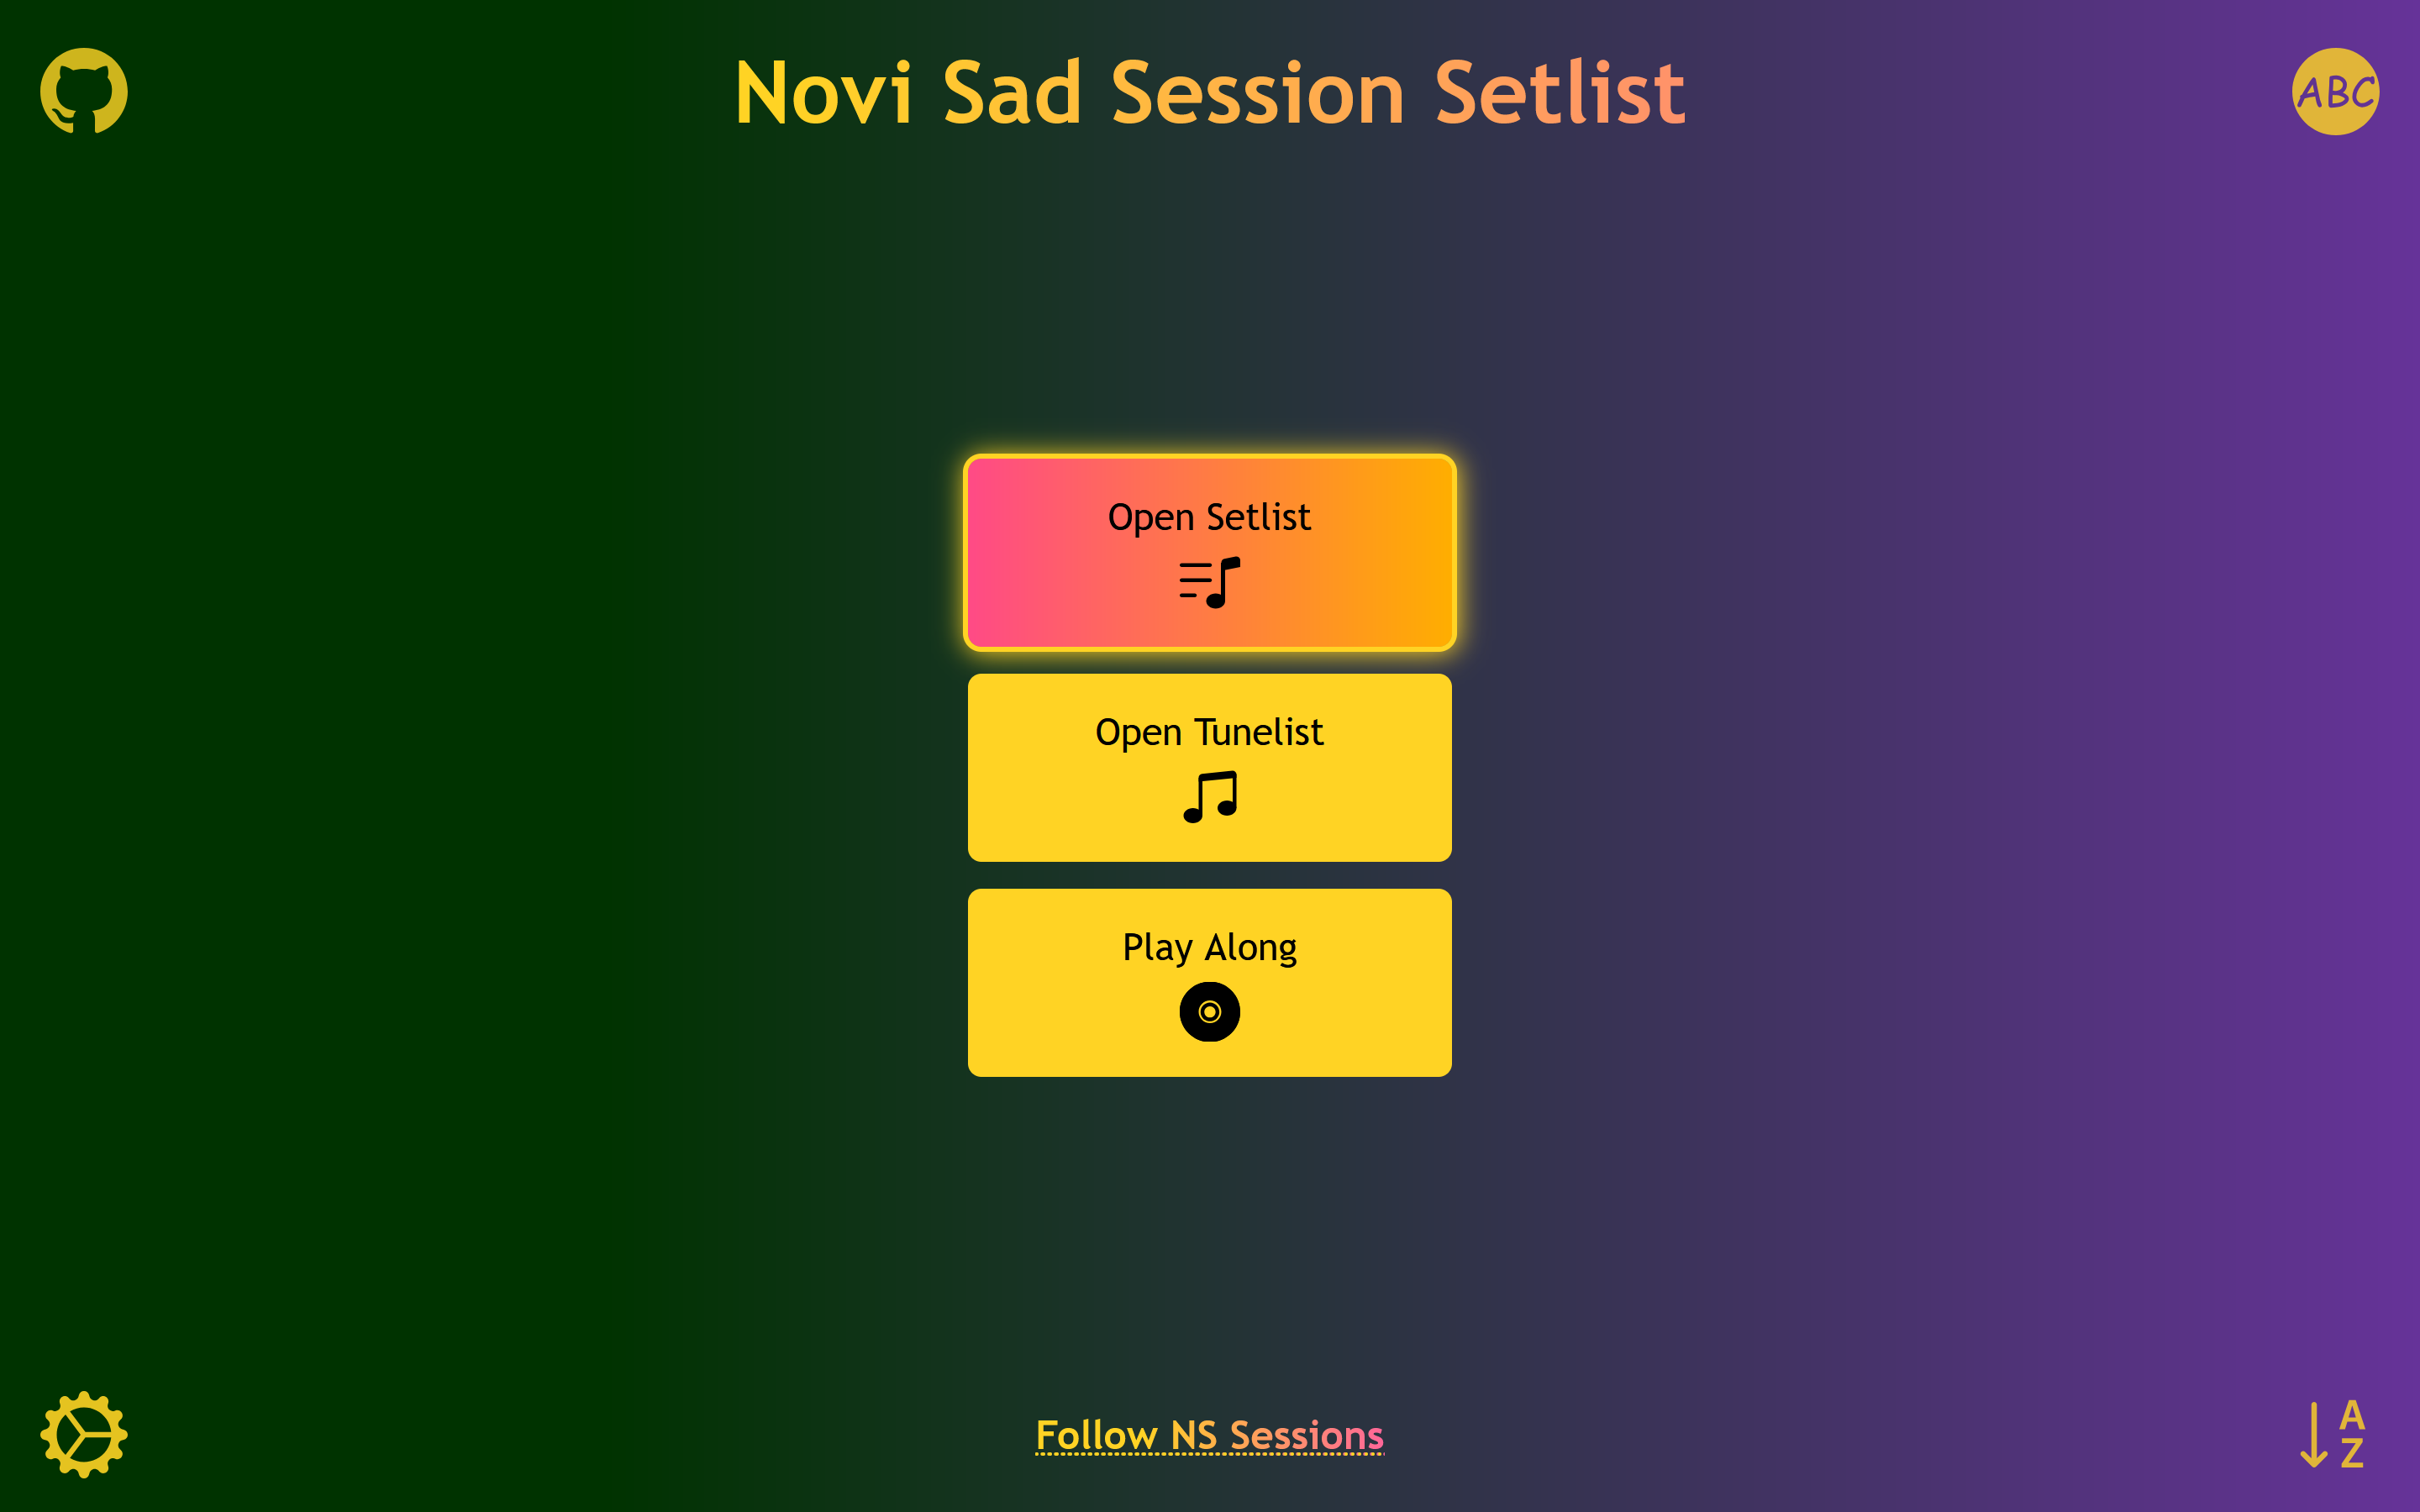 Novi Sad Session Setlist
ABC
Open Setlist
Open Tunelist
Play Along
Follow NS Sessions
A
Z